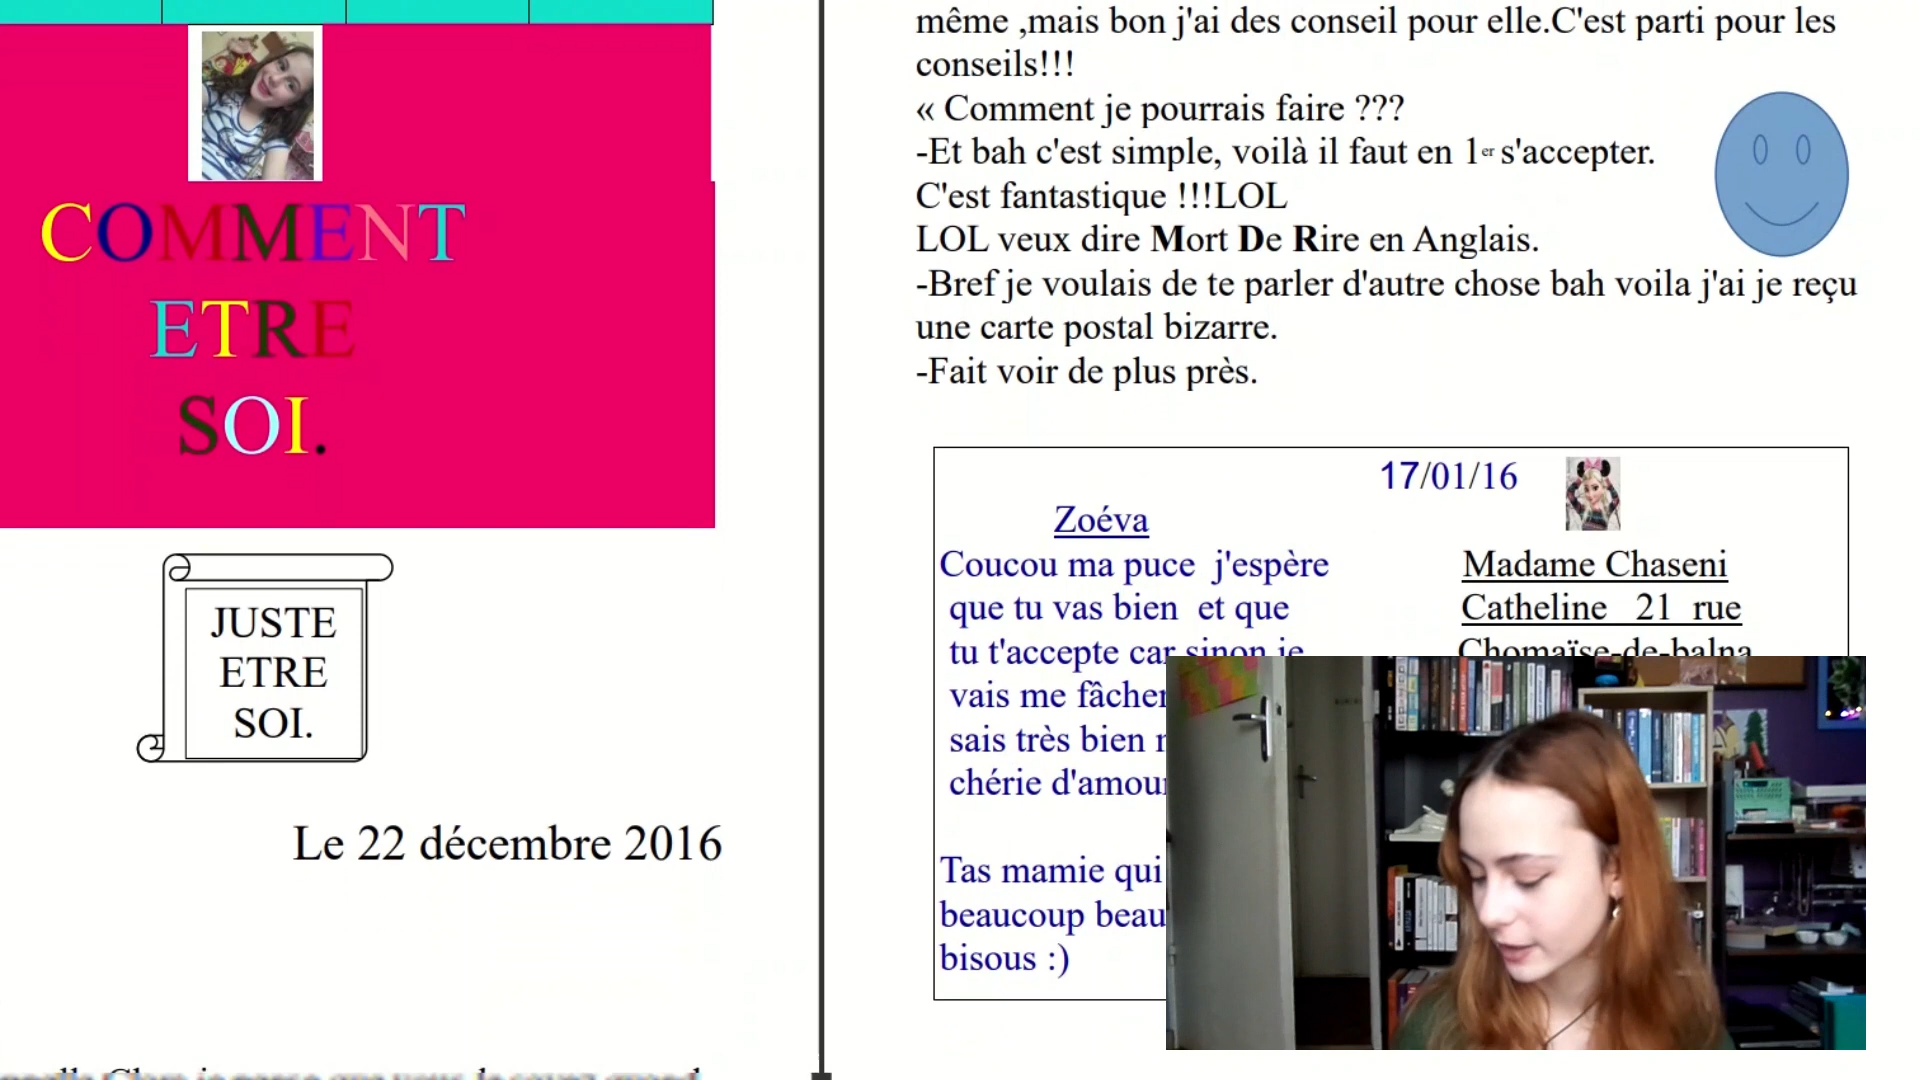 COMMENT
ETRE
SOI.
JUSTE
ETRE
SOI.
Le 22 décembre 2016
même ,mais bon j'ai des conseil pour elle.C'est parti pour les
conseils!!!
« Comment je pourrais faire ???
-Et bah c'est simple, voilà il faut en 1er s'accepter.
C'est fantastique !!!LOL
LOL veux dire Mort De Rire en Anglais.
-Bref je voulais de te parler d'autre chose bah voila j'ai je reçu
une carte postal bizarre.
-Fait voir de plus près.
17/01/16
Zoéva
Coucou ma puce j'espère
que tu vas bien et que
tu t'accepte car sinon je
vais me fâcher
sais très bien
chérie d'amour
Tas mamie qui
beaucoup beau
bisous :)
Madame Chaseni
Catheline 21 rue
Chomaïse-de-balna